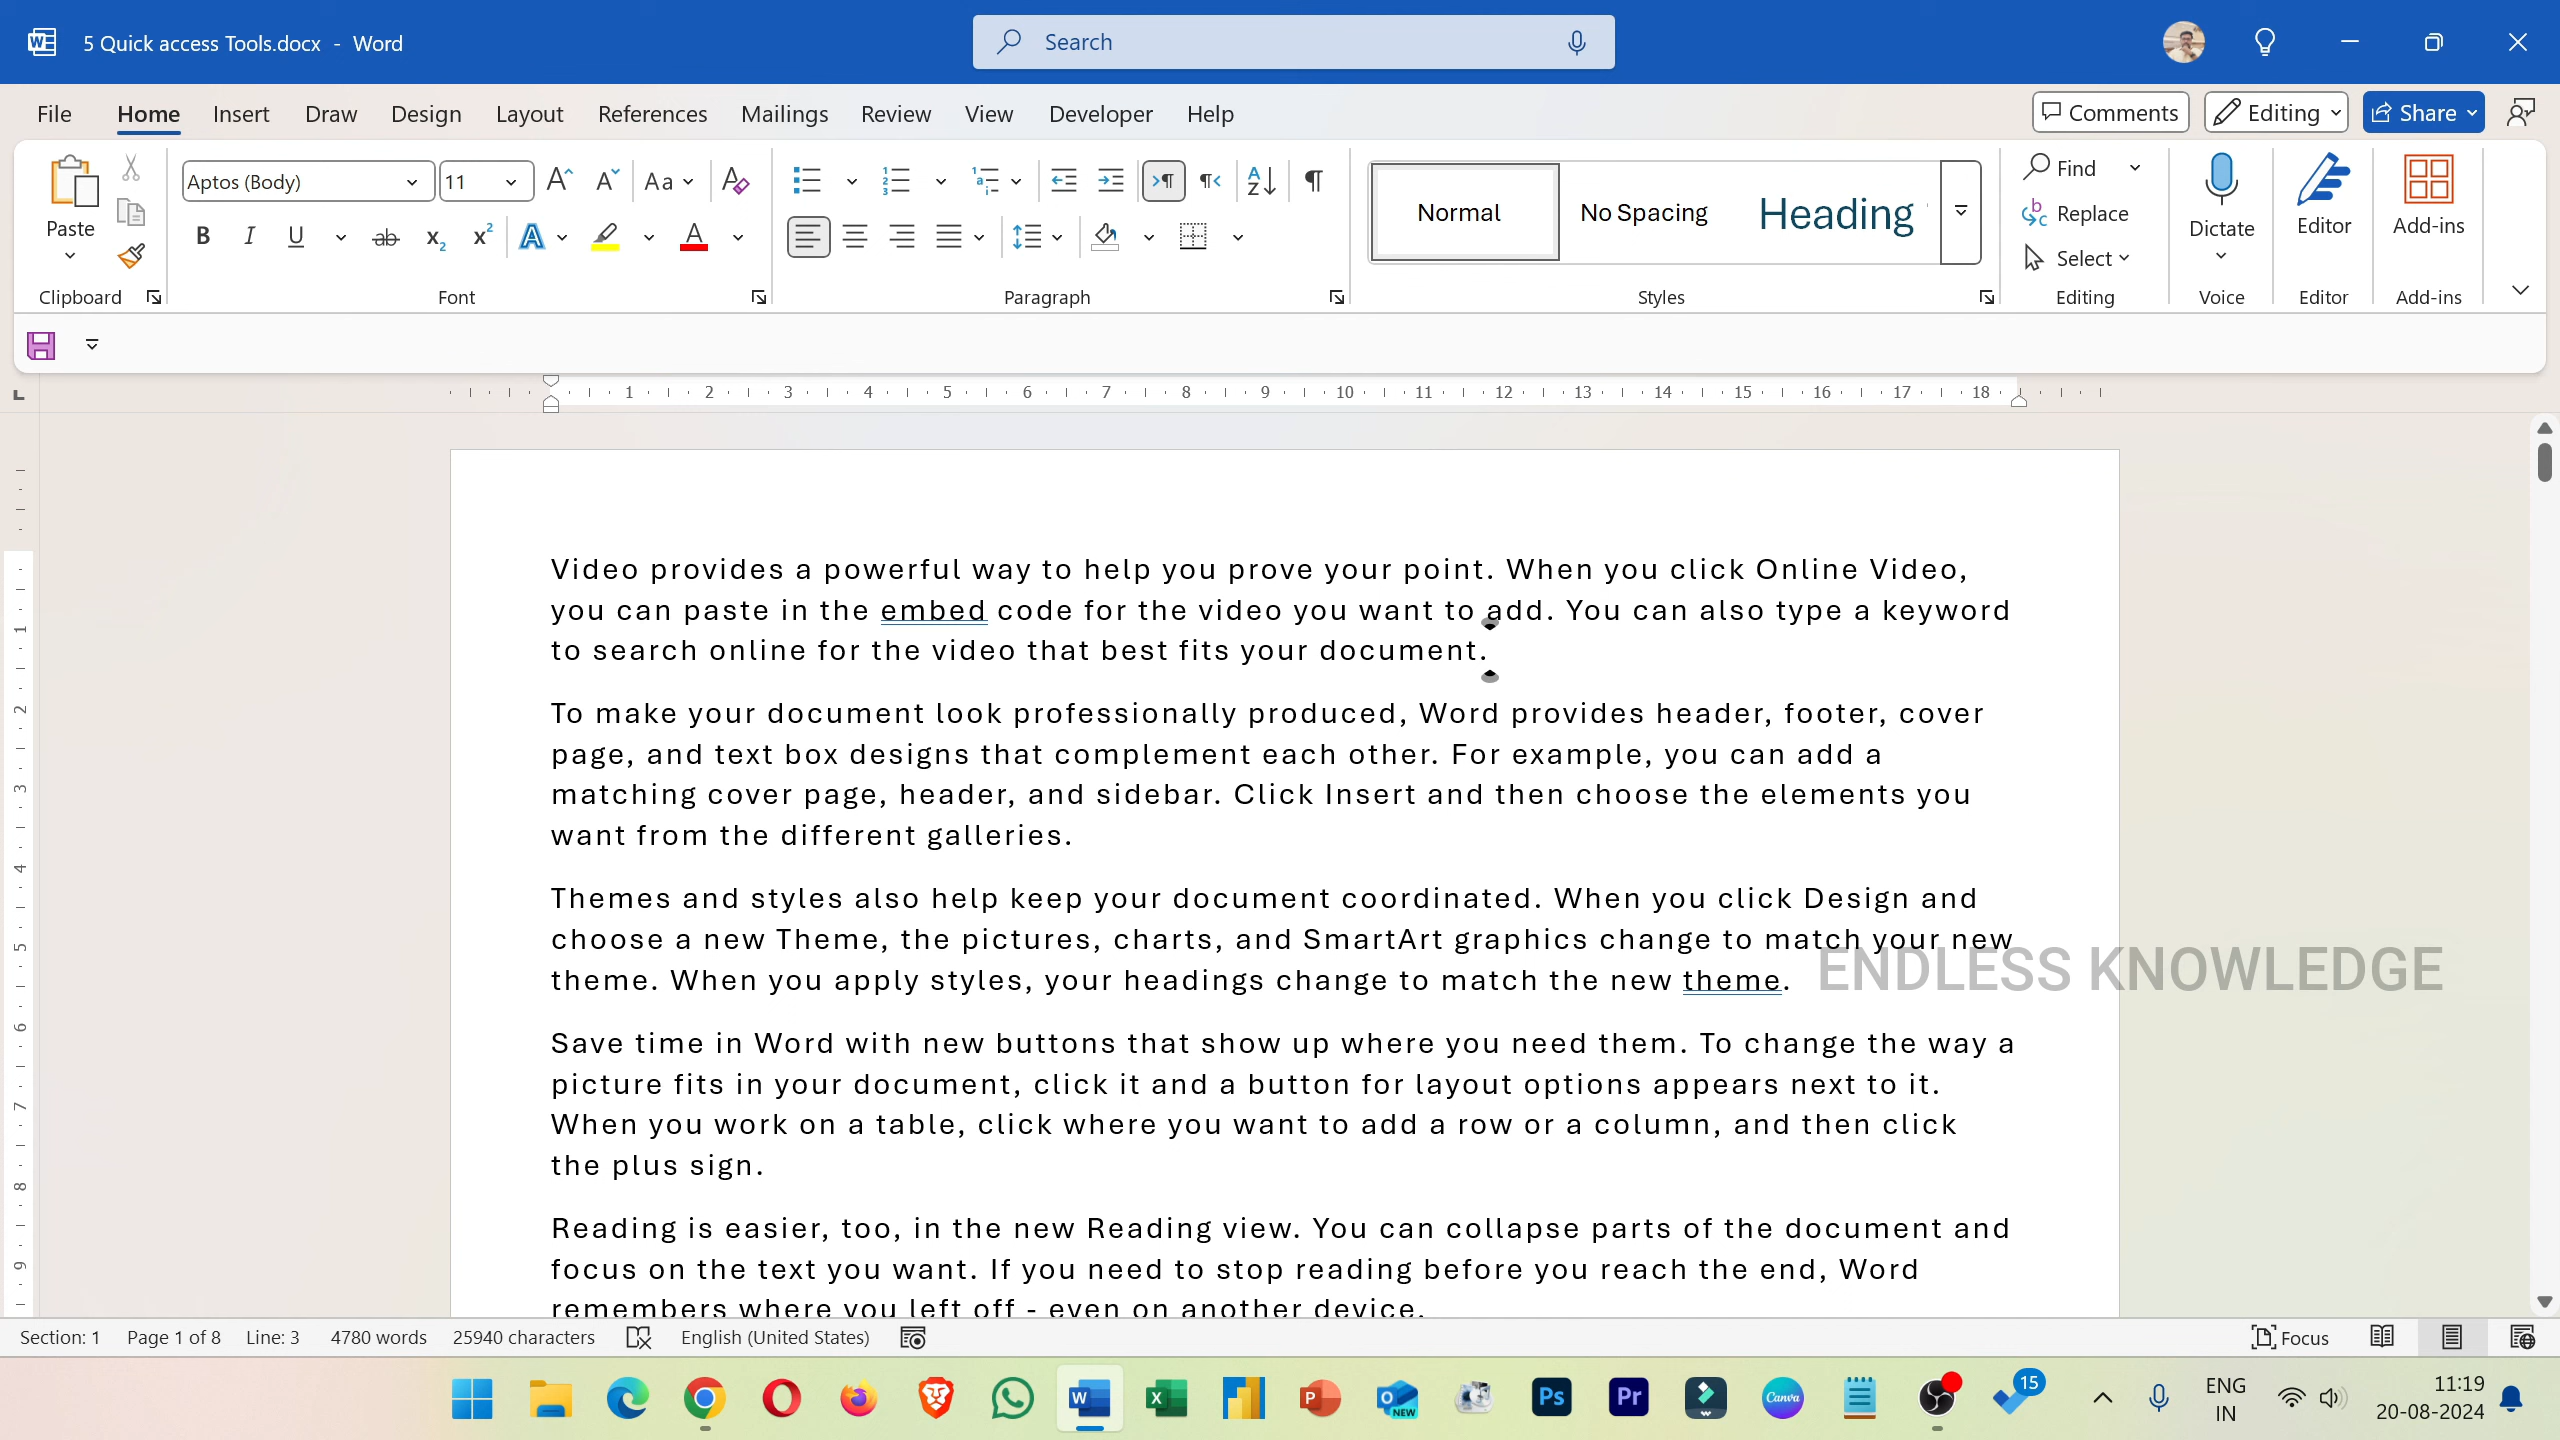 5 Quick access Tools.docx - Word
Search
File Home Insert Draw Design Layout References Mailings Review View Developer Help
Comments Editing Share
Paste
Clipboard
Aptos (Body) 11
Font
Paragraph
Normal No Spacing Heading
Styles
Find
Replace
Select
Editing
Dictate
Voice
Editor
Editor
Add-ins
Add-ins
1 2 3 4 5 6 7 8 9 10 11 12 13 14 15 16 17 18
1
2
3
4
5
6
7
8
9
Video provides a powerful way to help you prove your point. When you click Online Video,
you can paste in the embed code for the video you want to add. You can also type a keyword
to search online for the video that best fits your document.
To make your document look professionally produced, Word provides header, footer, cover
page, and text box designs that complement each other. For example, you can add a
matching cover page, header, and sidebar. Click Insert and then choose the elements you
want from the different galleries.
Themes and styles also help keep your document coordinated. When you click Design and
choose a new Theme, the pictures, charts, and SmartArt graphics change to match your new
theme. When you apply styles, your headings change to match the new theme.
ENDLESS KNOWLEDGE
Save time in Word with new buttons that show up where you need them. To change the way a
picture fits in your document, click it and a button for layout options appears next to it.
When you work on a table, click where you want to add a row or a column, and then click
the plus sign.
Reading is easier, too, in the new Reading view. You can collapse parts of the document and
focus on the text you want. If you need to stop reading before you reach the end, Word
remembers where you left off - even on another device.
Section: 1 Page 1 of 8 Line: 3 4780 words 25940 characters English (United States) Focus
15
ENG
IN
11:19
20-08-2024